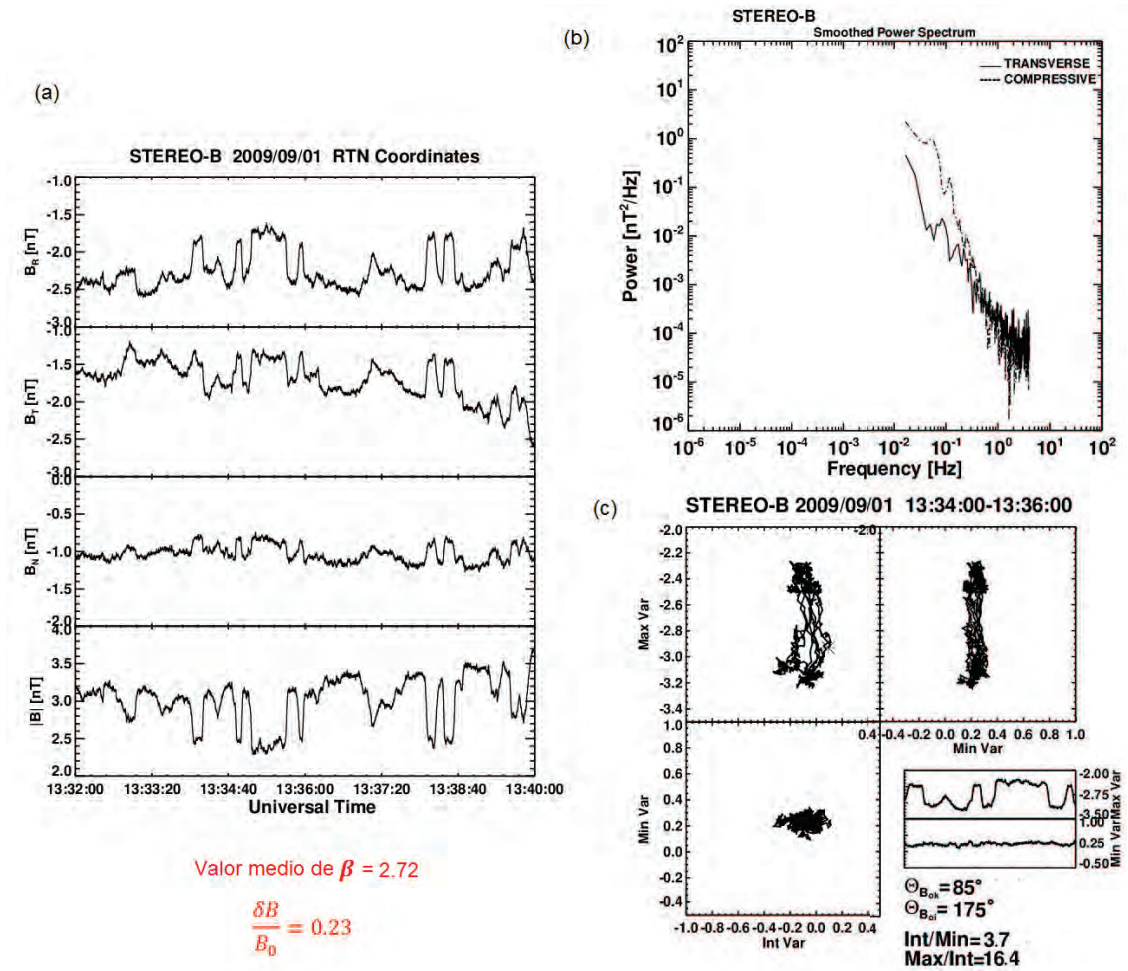 (a)
STEREO-B 2009/09/01 RTN Coordinates
-1.0
-1.5
-2.0
-2.5
-3.0
B_R [nT]
-1.0
-1.5
-2.0
-2.5
-3.0
B_T [nT]
0.0
-0.5
-1.0
-1.5
-2.0
B_N [nT]
4.0
3.5
3.0
2.5
2.0
|B| [nT]
13:32:00 13:33:20 13:34:40 13:36:00 13:37:20 13:38:40 13:40:00
Universal Time
Valor medio de β = 2.72
δB/B₀ = 0.23
(b)
STEREO-B
Smoothed Power Spectrum
TRANSVERSE
COMPRESSIVE
10²
10¹
10⁰
10⁻¹
10⁻²
10⁻³
10⁻⁴
10⁻⁵
10⁻⁶
Power [nT²/Hz]
10⁻⁶ 10⁻⁵ 10⁻⁴ 10⁻³ 10⁻² 10⁻¹ 10⁰ 10¹ 10²
Frequency [Hz]
(c)
STEREO-B 2009/09/01 13:34:00-13:36:00
-2.0
-2.2
-2.4
-2.6
-2.8
-3.0
-3.2
-3.4
Max Var
-2.0
0.4 -0.4 -0.2 0.0 0.2 0.4 0.6 0.8 1.0
Min Var
1.0
0.8
0.6
0.4
0.2
0.0
-0.2
-0.4
Min Var
-1.0 -0.8 -0.6 -0.4 -0.2 0.0 0.2 0.4
Int Var
-2.00
-2.75
-3.50
Max Var
1.00
0.25
-0.50
Min Var
Θ_Bok= 85°
Θ_Boi= 175°
Int/Min=3.7
Max/Int=16.4